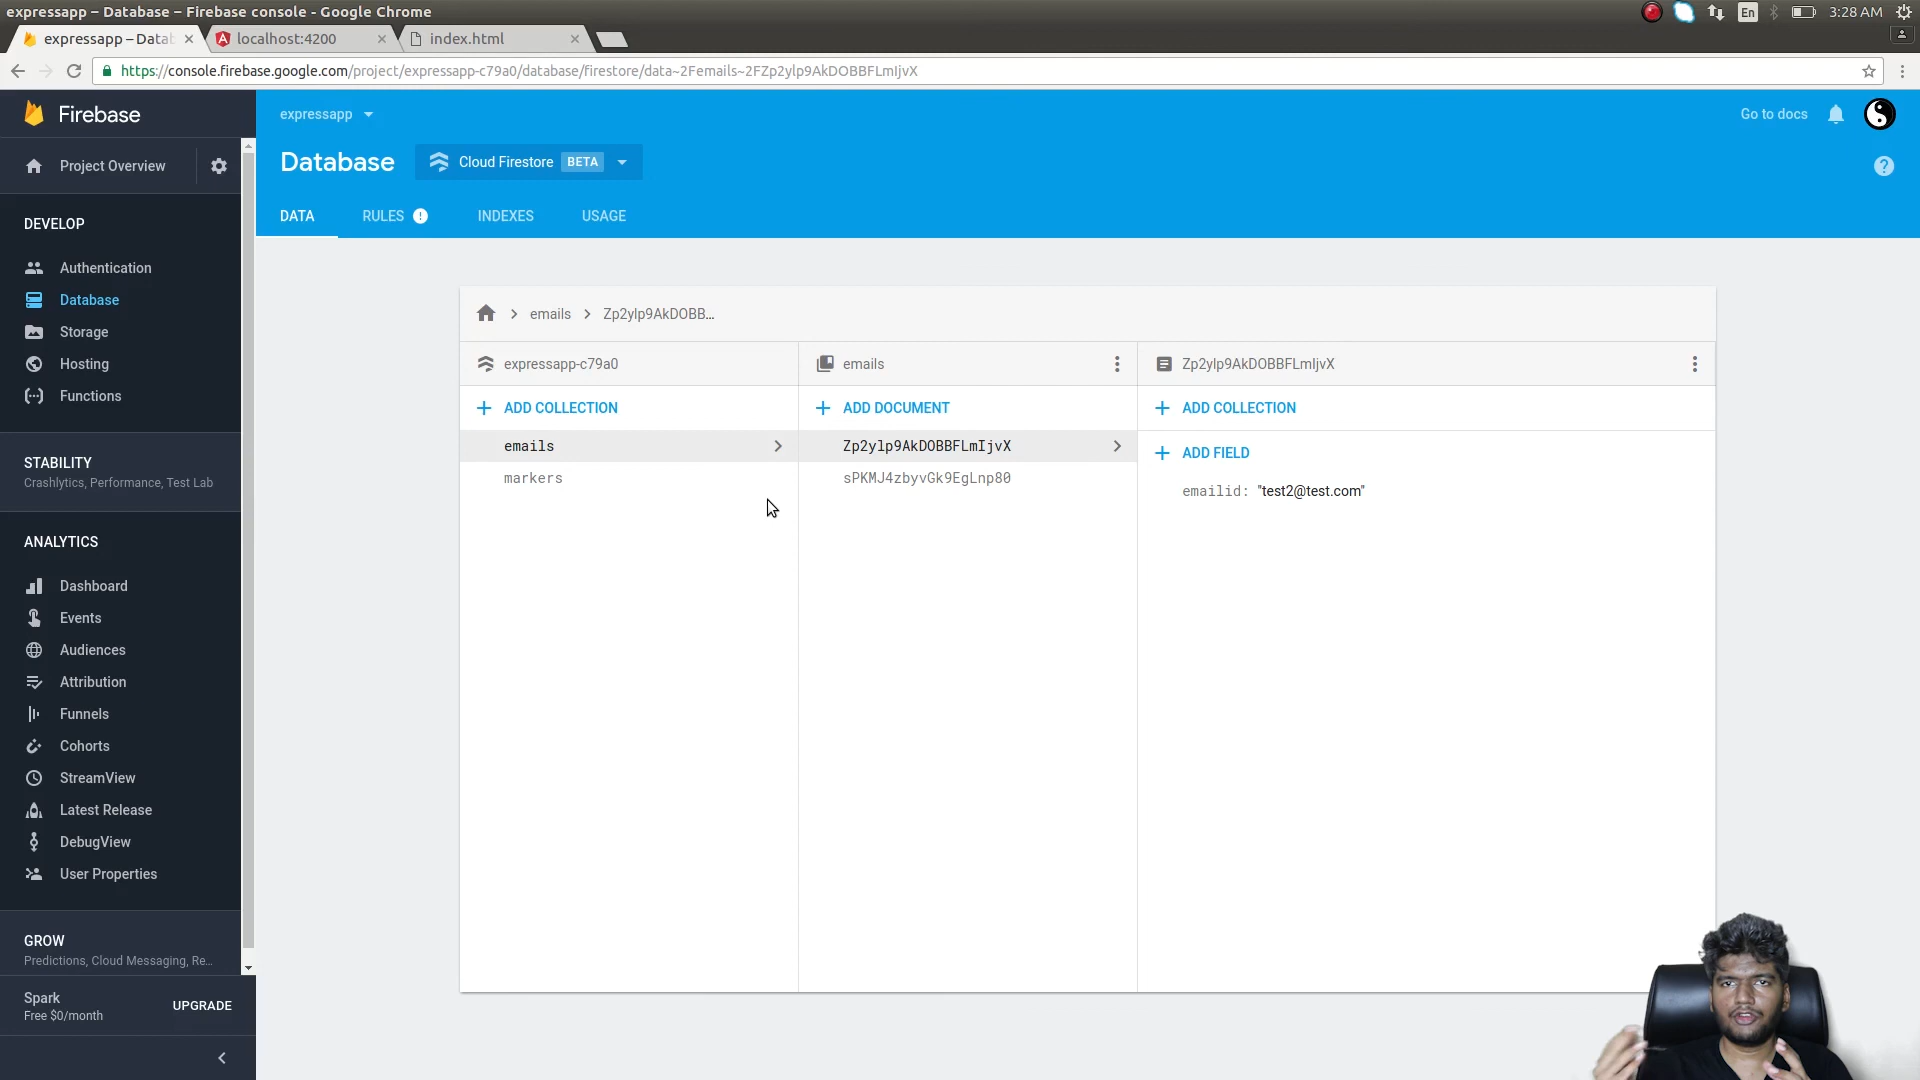 expressapp – Database – Firebase console - Google Chrome
En
3:28 AM
expressapp – Datab
localhost:4200
index.html
https://console.firebase.google.com/project/expressapp-c79a0/database/firestore/data~2Femails~2FZp2ylp9AkDOBBFLmIjvX
Firebase
expressapp
Go to docs
Project Overview
Database
Cloud Firestore
BETA
DATA
RULES
INDEXES
USAGE
DEVELOP
Authentication
Database
Storage
Hosting
Functions
STABILITY
Crashlytics, Performance, Test Lab
ANALYTICS
Dashboard
Events
Audiences
Attribution
Funnels
Cohorts
StreamView
Latest Release
DebugView
User Properties
GROW
Predictions, Cloud Messaging, Re...
Spark
Free $0/month
UPGRADE
emails
Zp2ylp9AkDOBB...
expressapp-c79a0
emails
Zp2ylp9AkDOBBFLmIjvX
ADD COLLECTION
ADD DOCUMENT
ADD COLLECTION
emails
Zp2ylp9AkDOBBFLmIjvX
ADD FIELD
markers
sPKMJ4zbyvGk9EgLnp80
emailid: "test2@test.com"